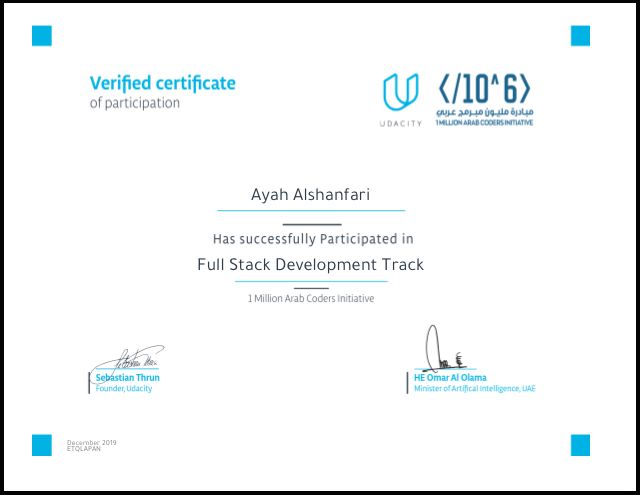 Verified certificate
of participation
UDACITY
</10^6>
مبادرة مليون مبرمج عربي
1 MILLION ARAB CODERS INITIATIVE
Ayah Alshanfari
Has successfully Participated in
Full Stack Development Track
1 Million Arab Coders Initiative
Sebastian Thrun
Founder, Udacity
HE Omar Al Olama
Minister of Artifical Intelligence, UAE
December 2019
ETQLAPAN